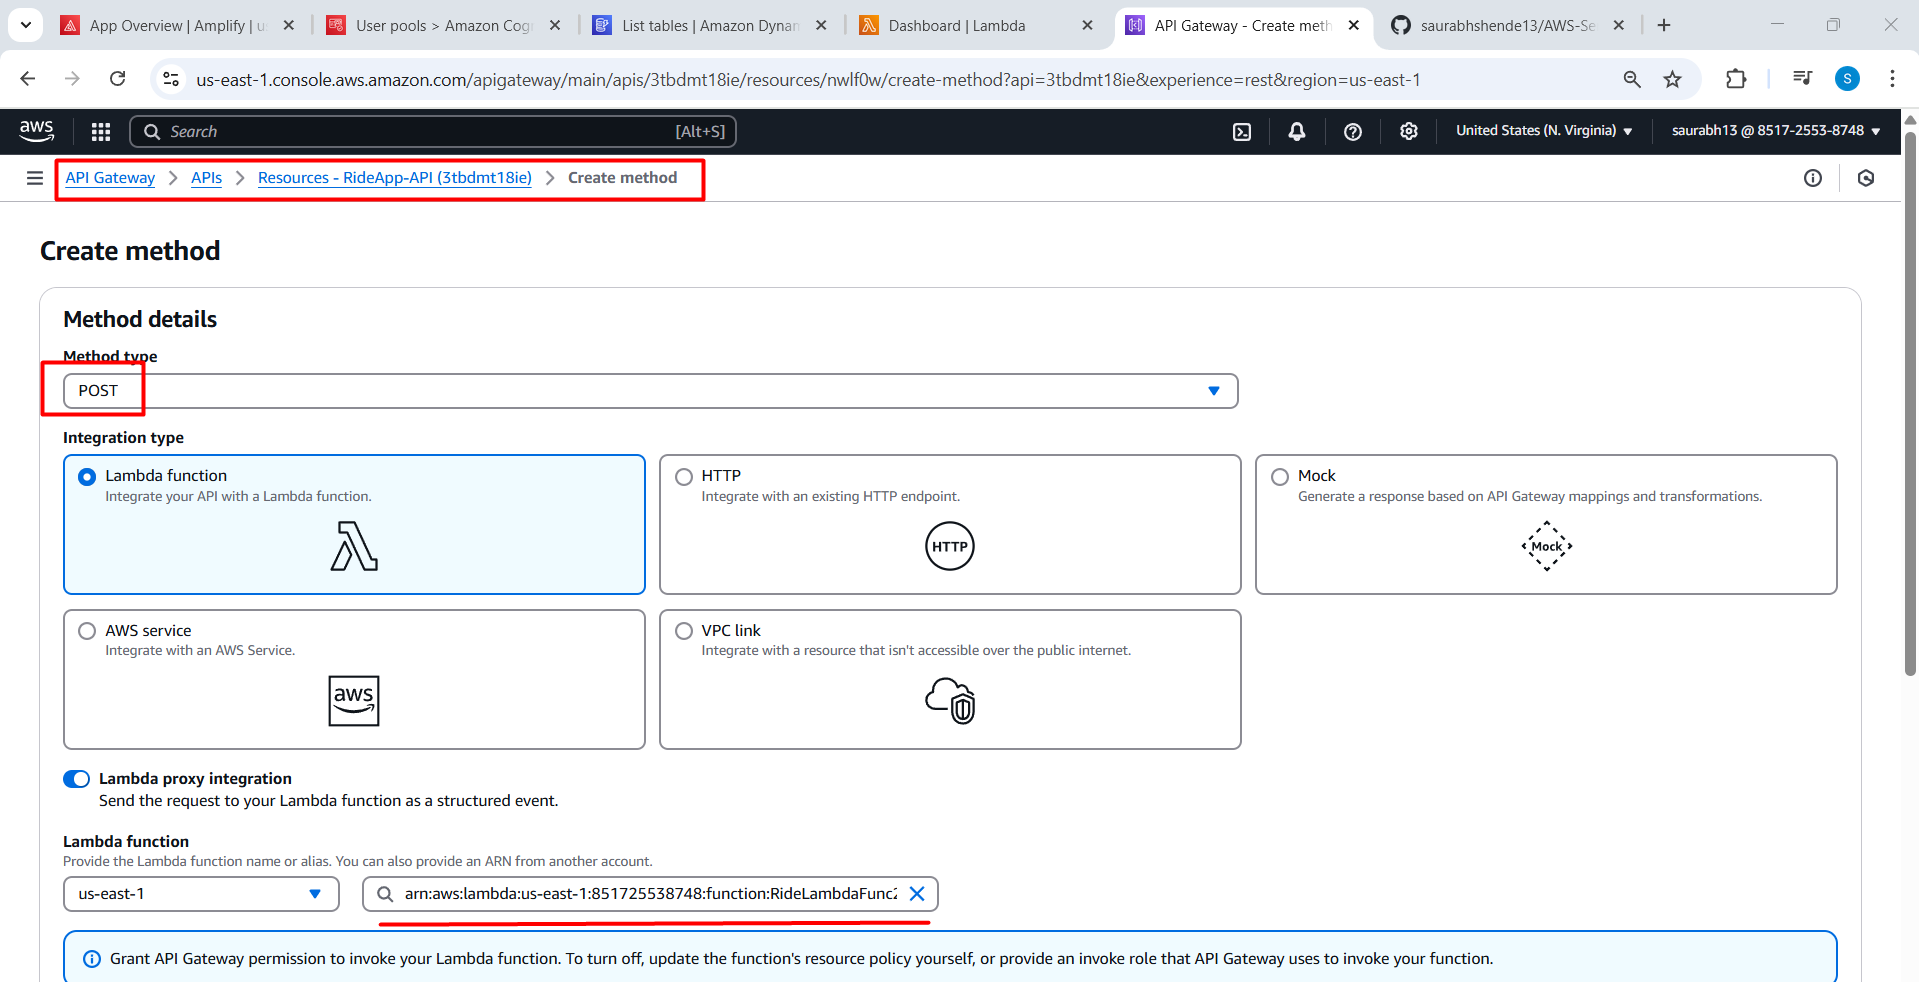 App Overview | Amplify | us
User pools > Amazon Cog
List tables | Amazon Dynan
Dashboard | Lambda
API Gateway - Create meth
saurabhshende13/AWS-Se
us-east-1.console.aws.amazon.com/apigateway/main/apis/3tbdmt18ie/resources/nwlf0w/create-method?api=3tbdmt18ie&experience=rest&region=us-east-1
S
aws
Search
[Alt+S]
United States (N. Virginia)
saurabh13 @ 8517-2553-8748
API Gateway
APIs
Resources - RideApp-API (3tbdmt18ie)
Create method
Create method
Method details
Method type
POST
Integration type
Lambda function
Integrate your API with a Lambda function.
HTTP
Integrate with an existing HTTP endpoint.
HTTP
Mock
Generate a response based on API Gateway mappings and transformations.
Mock
AWS service
Integrate with an AWS Service.
aws
VPC link
Integrate with a resource that isn't accessible over the public internet.
Lambda proxy integration
Send the request to your Lambda function as a structured event.
Lambda function
Provide the Lambda function name or alias. You can also provide an ARN from another account.
us-east-1
arn:aws:lambda:us-east-1:851725538748:function:RideLambdaFunc2
Grant API Gateway permission to invoke your Lambda function. To turn off, update the function's resource policy yourself, or provide an invoke role that API Gateway uses to invoke your function.